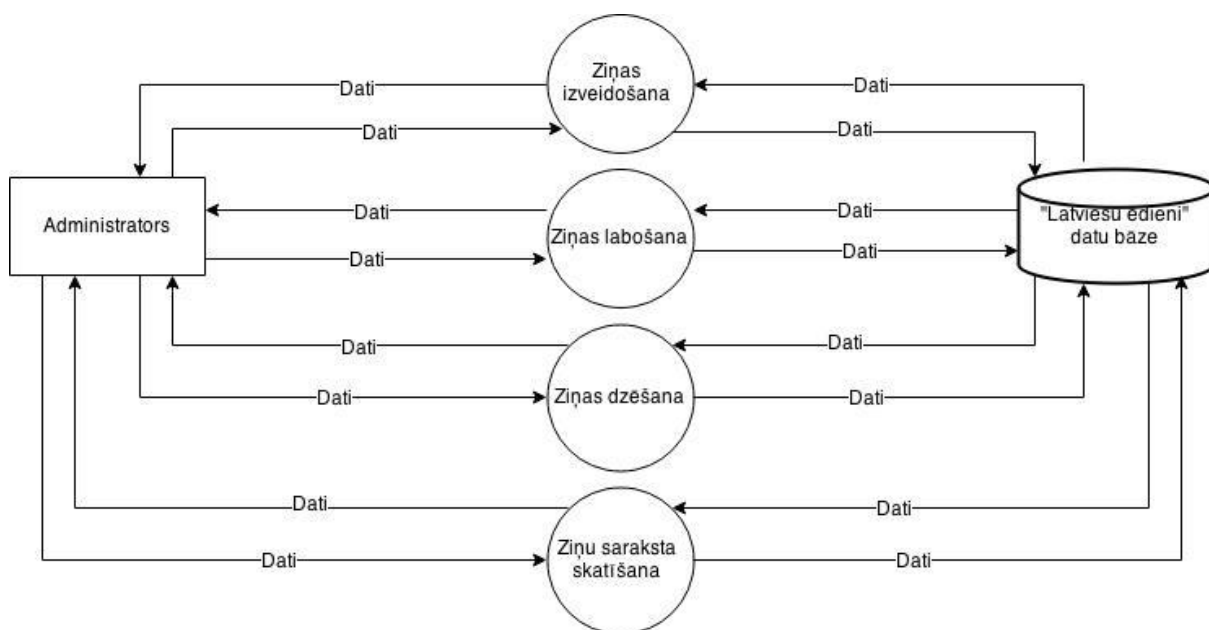 Ziņas
izveidošana
Dati
Dati
Dati
Dati
Administrators
Dati
Dati
Ziņas labošana
Dati
Dati
"Latviešu ēdieni"
datu bāze
Dati
Dati
Ziņas dzēšana
Dati
Dati
Dati
Dati
Ziņu saraksta
skatīšana
Dati
Dati